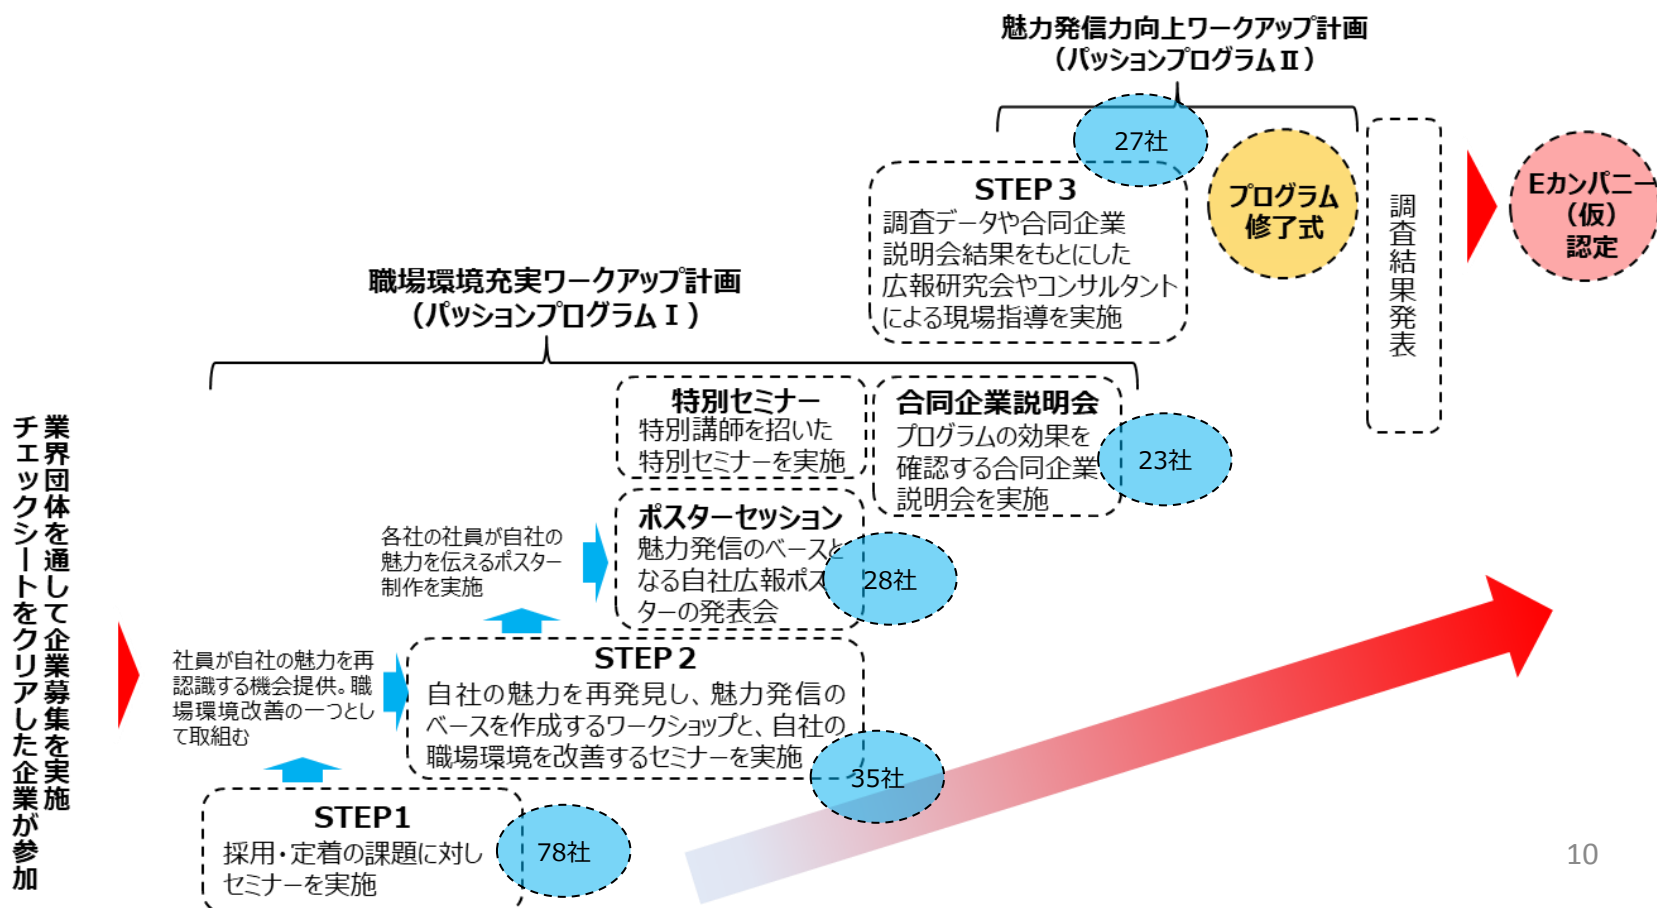 魅力発信力向上ワークアップ計画
（パッションプログラムⅡ）
27社
STEP３
調査データや合同企業
説明会結果をもとにした
広報研究会やコンサルタント
による現場指導を実施
プログラム
修了式
調査結果発表
Eカンパニー
（仮）
認定
職場環境充実ワークアップ計画
（パッションプログラムⅠ）
特別セミナー
特別講師を招いた
特別セミナーを実施
合同企業説明会
プログラムの効果を
確認する合同企業
説明会を実施
23社
各社の社員が自社の
魅力を伝えるポスター
制作を実施
ポスターセッション
魅力発信のベースと
なる自社広報ポス
ターの発表会
28社
業界団体を通して企業募集を実施
チェックシートをクリアした企業が参加
社員が自社の魅力を再
認識する機会提供。職
場環境改善の一つとし
て取組む
STEP２
自社の魅力を再発見し、魅力発信の
ベースを作成するワークショップと、自社の
職場環境を改善するセミナーを実施
35社
STEP1
採用・定着の課題に対し
セミナーを実施
78社
10